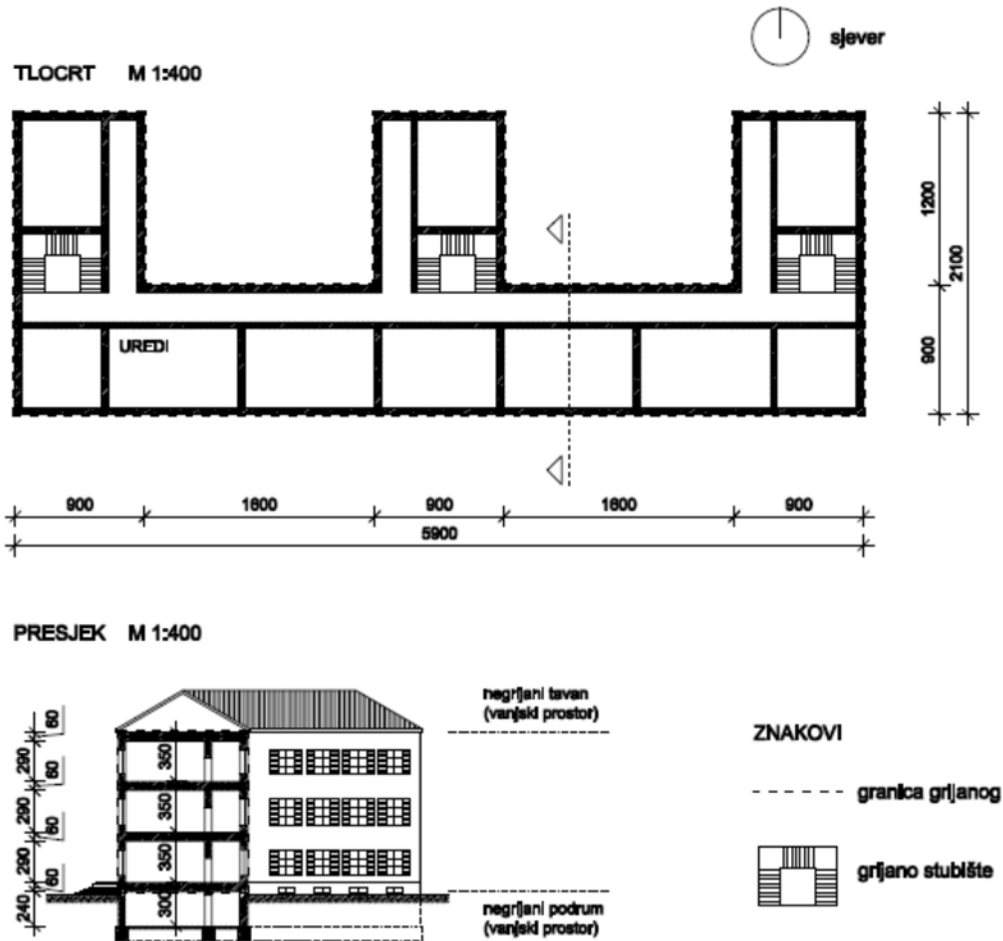 sjever
TLOCRT M 1:400
UREDI
1200
2100
900
900 1600 900 1600 900
5900
PRESJEK M 1:400
negrijani tavan
(vanjski prostor)
60
290
350
60
290
350
60
290
350
60
240
300
negrijani podrum
(vanjski prostor)
ZNAKOVI
granica grijanog
grijano stubište